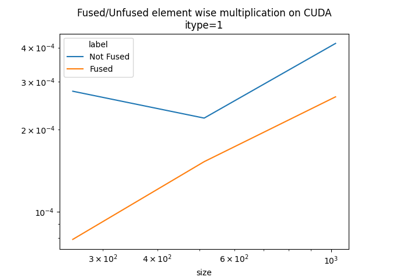 Fused/Unfused element wise multiplication on CUDA
itype=1
label
Not Fused
Fused
4 × 10⁻⁴
3 × 10⁻⁴
2 × 10⁻⁴
10⁻⁴
3 × 10² 4 × 10² 6 × 10² 10³
size